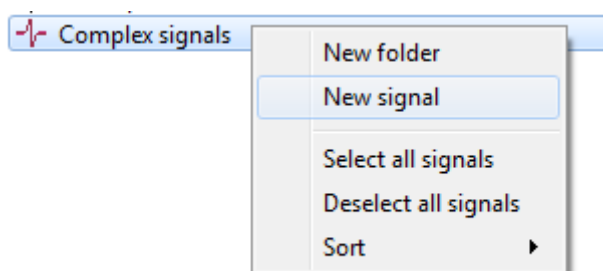 Complex signals
New folder
New signal
Select all signals
Deselect all signals
Sort